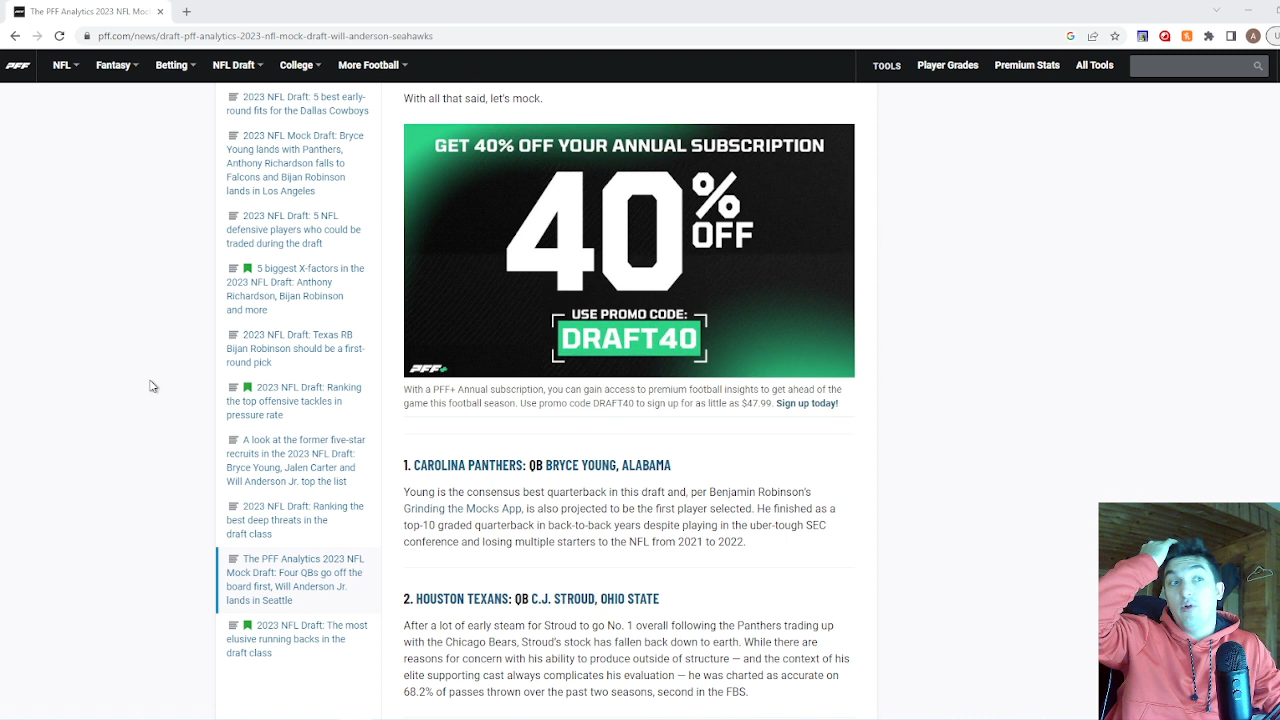 The PFF Analytics 2023 NFL Moc
pff.com/news/draft-pff-analytics-2023-nfl-mock-draft-will-anderson-seahawks
A
PFF
NFL
Fantasy
Betting
NFL Draft
College
More Football
TOOLS
Player Grades
Premium Stats
All Tools
2023 NFL Draft: 5 best early-
round fits for the Dallas Cowboys
2023 NFL Mock Draft: Bryce
Young lands with Panthers,
Anthony Richardson falls to
Falcons and Bijan Robinson
lands in Los Angeles
2023 NFL Draft: 5 NFL
defensive players who could be
traded during the draft
5 biggest X-factors in the
2023 NFL Draft: Anthony
Richardson, Bijan Robinson
and more
2023 NFL Draft: Texas RB
Bijan Robinson should be a first-
round pick
2023 NFL Draft: Ranking
the top offensive tackles in
pressure rate
A look at the former five-star
recruits in the 2023 NFL Draft:
Bryce Young, Jalen Carter and
Will Anderson Jr. top the list
2023 NFL Draft: Ranking the
best deep threats in the
draft class
The PFF Analytics 2023 NFL
Mock Draft: Four QBs go off the
board first, Will Anderson Jr.
lands in Seattle
2023 NFL Draft: The most
elusive running backs in the
draft class
With all that said, let's mock.
GET 40% OFF YOUR ANNUAL SUBSCRIPTION
40% OFF
USE PROMO CODE:
DRAFT40
PFF+
With a PFF+ Annual subscription, you can gain access to premium football insights to get ahead of the
game this football season. Use promo code DRAFT40 to sign up for as little as $47.99. Sign up today!
1. CAROLINA PANTHERS: QB BRYCE YOUNG, ALABAMA
Young is the consensus best quarterback in this draft and, per Benjamin Robinson's
Grinding the Mocks App, is also projected to be the first player selected. He finished as a
top-10 graded quarterback in back-to-back years despite playing in the uber-tough SEC
conference and losing multiple starters to the NFL from 2021 to 2022.
2. HOUSTON TEXANS: QB C.J. STROUD, OHIO STATE
After a lot of early steam for Stroud to go No. 1 overall following the Panthers trading up
with the Chicago Bears, Stroud's stock has fallen back down to earth. While there are
reasons for concern with his ability to produce outside of structure — and the context of his
elite supporting cast always complicates his evaluation — he was charted as accurate on
68.2% of passes thrown over the past two seasons, second in the FBS.